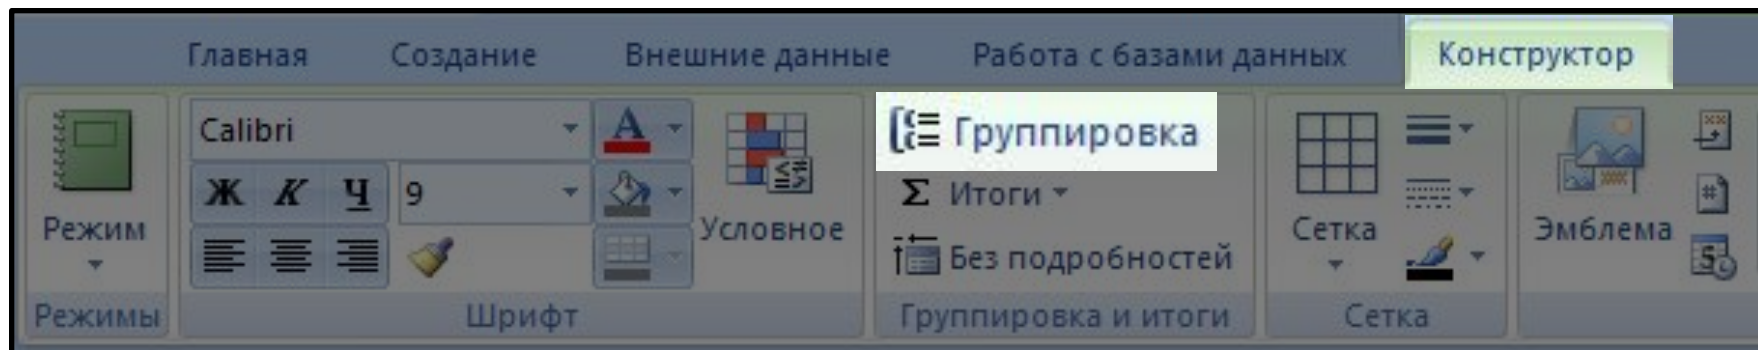 Главная Создание Внешние данные Работа с базами данных Конструктор
Calibri
Группировка
Ж К Ч 9
Итоги
Режим
Условное
Сетка
Эмблема
Без подробностей
Режимы Шрифт Группировка и итоги Сетка